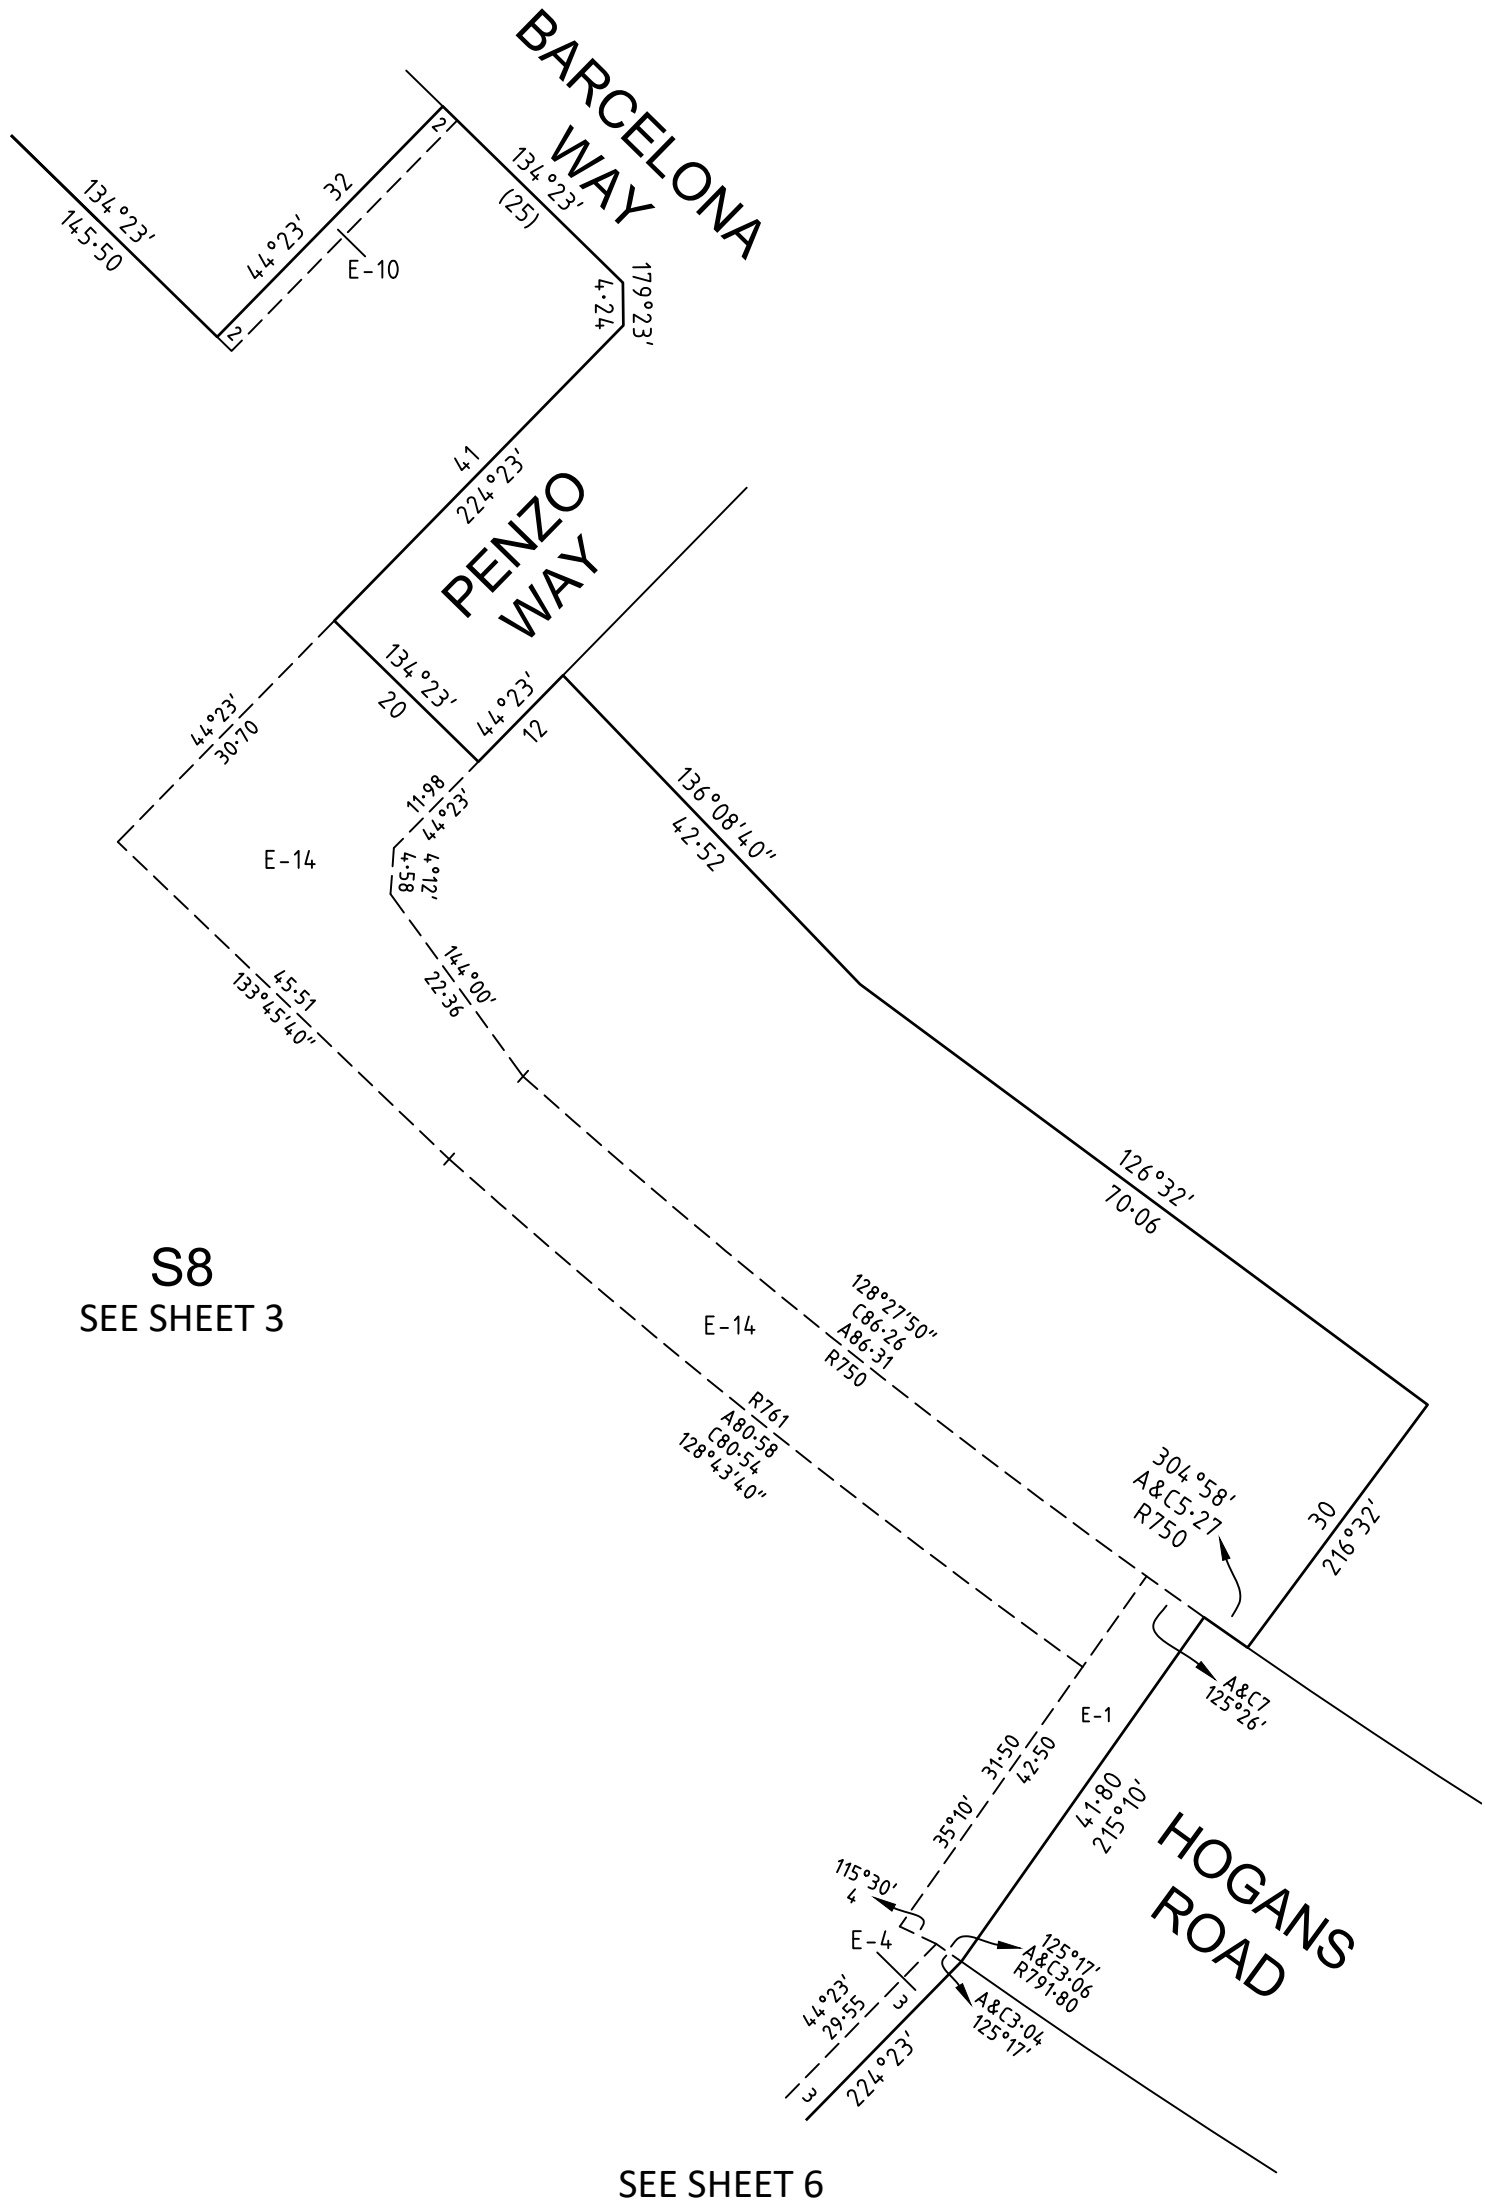 BARCELONA
WAY
134°23'
145·50
44°23'
32
2
2
E-10
134°23'
(25)
179°23'
4·24
41
224°23'
PENZO
WAY
134°23'
20
44°23'
12
44°23'
30·70
11·98
44°23'
4°12'
4·58
E-14
136°08'40"
42·52
144°00'
22·36
45·51
133°45'40"
126°32'
70·06
S8
SEE SHEET 3
E-14
128°27'50"
C86·26
A86·31
R750
R761
A80·58
C80·54
128°43'40"
304°58'
A&C5·27
R750
30
216°32'
A&C7
125°26'
E-1
31·50
42·50
35°10'
41·80
215°10'
HOGANS
ROAD
115°30'
4
E-4
125°17'
A&C3·06
R791·80
A&C3·04
125°17'
44°23'
29·55
3
3
224°23'
SEE SHEET 6